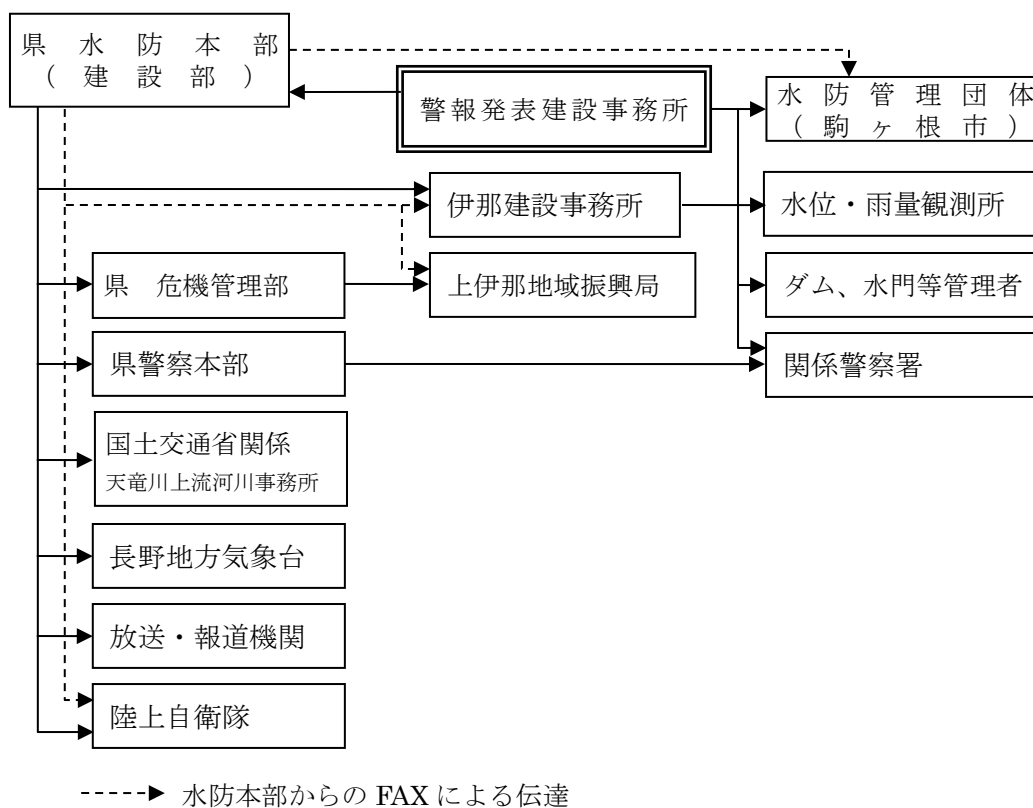 県水防本部
（建設部）
警報発表建設事務所
水防管理団体
（駒ヶ根市）
伊那建設事務所
水位・雨量観測所
県　危機管理部
上伊那地域振興局
ダム、水門等管理者
県警察本部
関係警察署
国土交通省関係
天竜川上流河川事務所
長野地方気象台
放送・報道機関
陸上自衛隊
水防本部からの FAX による伝達